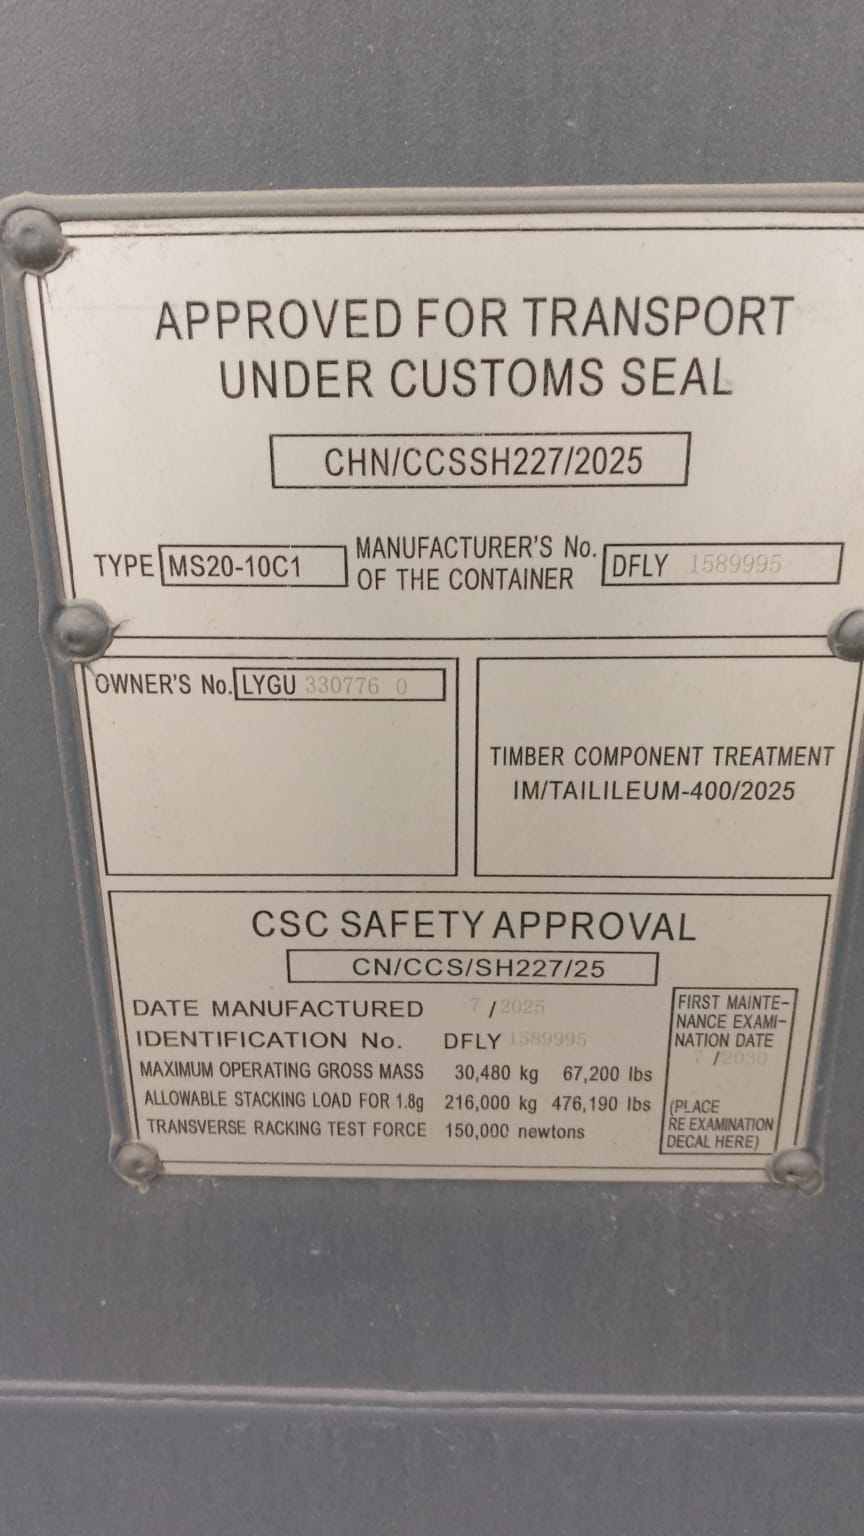 APPROVED FOR TRANSPORT
UNDER CUSTOMS SEAL
CHN/CCSSH227/2025
TYPE MS20-10C1 MANUFACTURER'S No. OF THE CONTAINER DFLY 1589995
OWNER'S No. LYGU 330776 0
TIMBER COMPONENT TREATMENT
IM/TAILILEUM-400/2025
CSC SAFETY APPROVAL
CN/CCS/SH227/25
DATE MANUFACTURED 7 / 2025
IDENTIFICATION No. DFLY 1589995
MAXIMUM OPERATING GROSS MASS 30,480 kg 67,200 lbs
ALLOWABLE STACKING LOAD FOR 1.8g 216,000 kg 476,190 lbs
TRANSVERSE RACKING TEST FORCE 150,000 newtons
FIRST MAINTE-
NANCE EXAMI-
NATION DATE
7 / 2030
(PLACE
RE EXAMINATION
DECAL HERE)